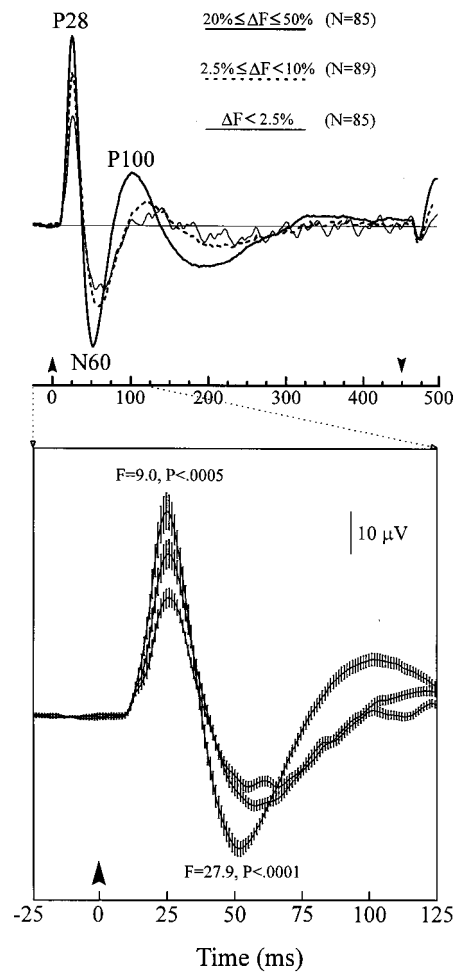 P28
20%≤ΔF≤50% (N=85)
2.5%≤ΔF<10% (N=89)
ΔF<2.5% (N=85)
P100
N60
0 100 200 300 400 500
F=9.0, P<.0005
10 μV
F=27.9, P<.0001
-25 0 25 50 75 100 125
Time (ms)